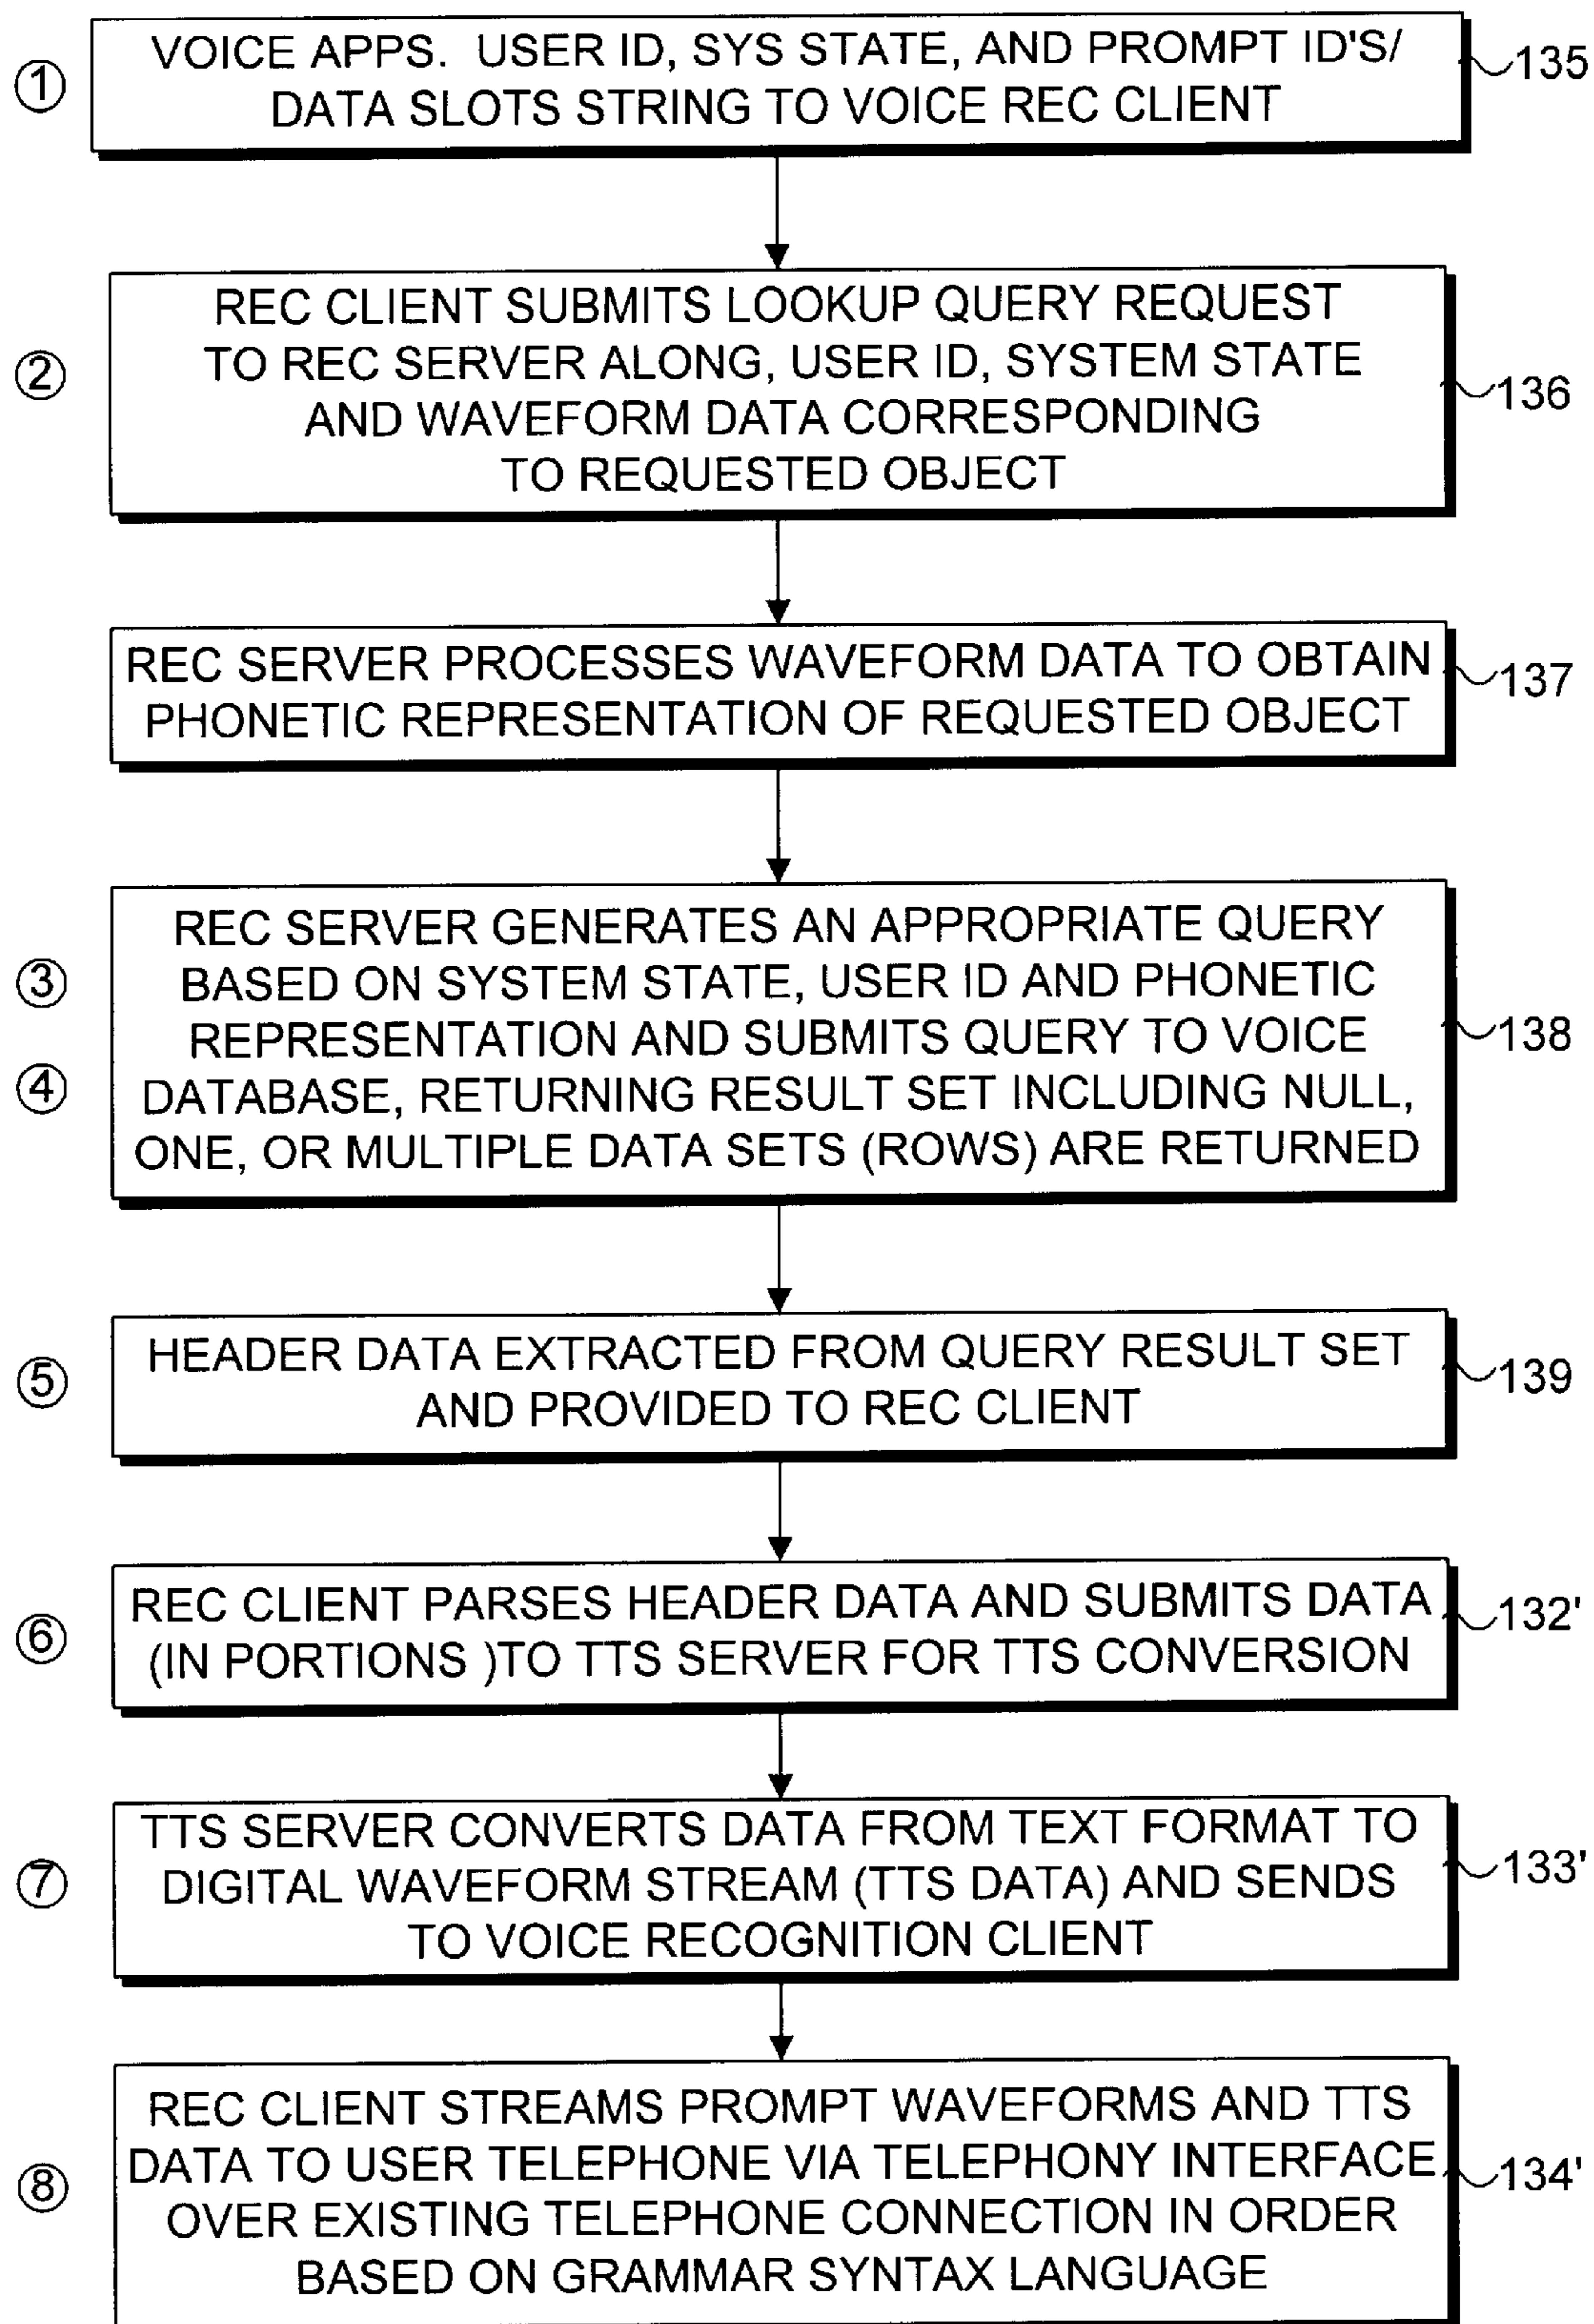 ① VOICE APPS. USER ID, SYS STATE, AND PROMPT ID'S/ 135
DATA SLOTS STRING TO VOICE REC CLIENT
REC CLIENT SUBMITS LOOKUP QUERY REQUEST
② TO REC SERVER ALONG, USER ID, SYSTEM STATE 136
AND WAVEFORM DATA CORRESPONDING
TO REQUESTED OBJECT
REC SERVER PROCESSES WAVEFORM DATA TO OBTAIN 137
PHONETIC REPRESENTATION OF REQUESTED OBJECT
REC SERVER GENERATES AN APPROPRIATE QUERY
③ BASED ON SYSTEM STATE, USER ID AND PHONETIC
REPRESENTATION AND SUBMITS QUERY TO VOICE 138
④ DATABASE, RETURNING RESULT SET INCLUDING NULL,
ONE, OR MULTIPLE DATA SETS (ROWS) ARE RETURNED
⑤ HEADER DATA EXTRACTED FROM QUERY RESULT SET 139
AND PROVIDED TO REC CLIENT
⑥ REC CLIENT PARSES HEADER DATA AND SUBMITS DATA 132'
(IN PORTIONS )TO TTS SERVER FOR TTS CONVERSION
TTS SERVER CONVERTS DATA FROM TEXT FORMAT TO
⑦ DIGITAL WAVEFORM STREAM (TTS DATA) AND SENDS 133'
TO VOICE RECOGNITION CLIENT
REC CLIENT STREAMS PROMPT WAVEFORMS AND TTS
⑧ DATA TO USER TELEPHONE VIA TELEPHONY INTERFACE 134'
OVER EXISTING TELEPHONE CONNECTION IN ORDER
BASED ON GRAMMAR SYNTAX LANGUAGE